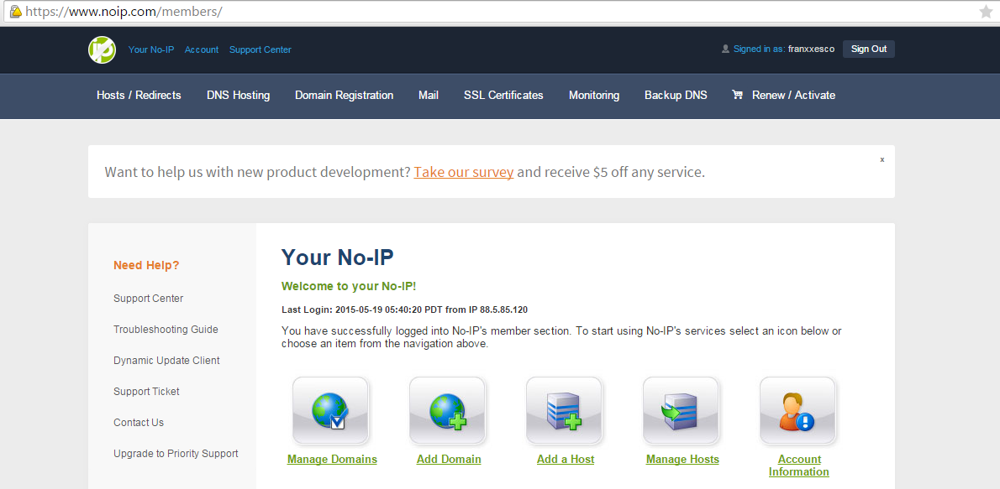 https://www.noip.com/members/
ip
Your No-IP Account Support Center
Signed in as: franxxesco Sign Out
Hosts / Redirects DNS Hosting Domain Registration Mail SSL Certificates Monitoring Backup DNS Renew / Activate
x
Want to help us with new product development? Take our survey and receive $5 off any service.
Need Help?
Support Center
Troubleshooting Guide
Dynamic Update Client
Support Ticket
Contact Us
Upgrade to Priority Support
Your No-IP
Welcome to your No-IP!
Last Login: 2015-05-19 05:40:20 PDT from IP 88.5.85.120
You have successfully logged into No-IP's member section. To start using No-IP's services select an icon below or
choose an item from the navigation above.
Manage Domains
Add Domain
Add a Host
Manage Hosts
Account
Information